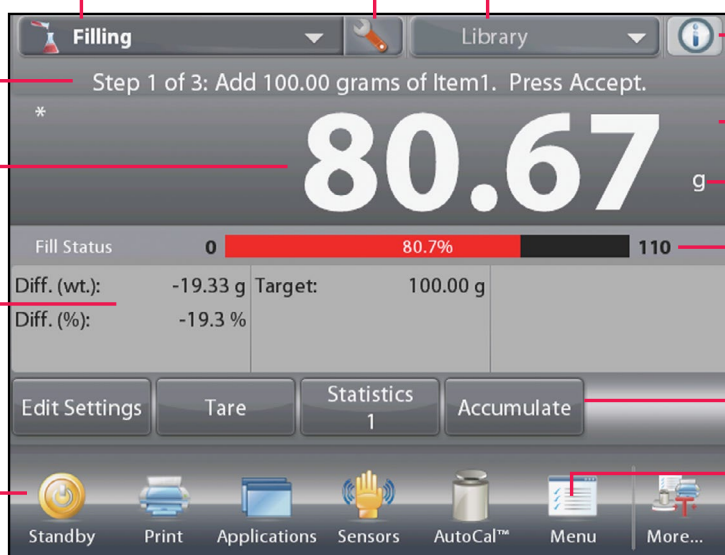 Filling
Library
Step 1 of 3: Add 100.00 grams of Item1. Press Accept.
*
80.67
g
Fill Status 0 80.7% 110
Diff. (wt.): -19.33 g Target: 100.00 g
Diff. (%): -19.3 %
Edit Settings
Tare
Statistics
1
Accumulate
Standby
Print
Applications
Sensors
AutoCal™
Menu
More...